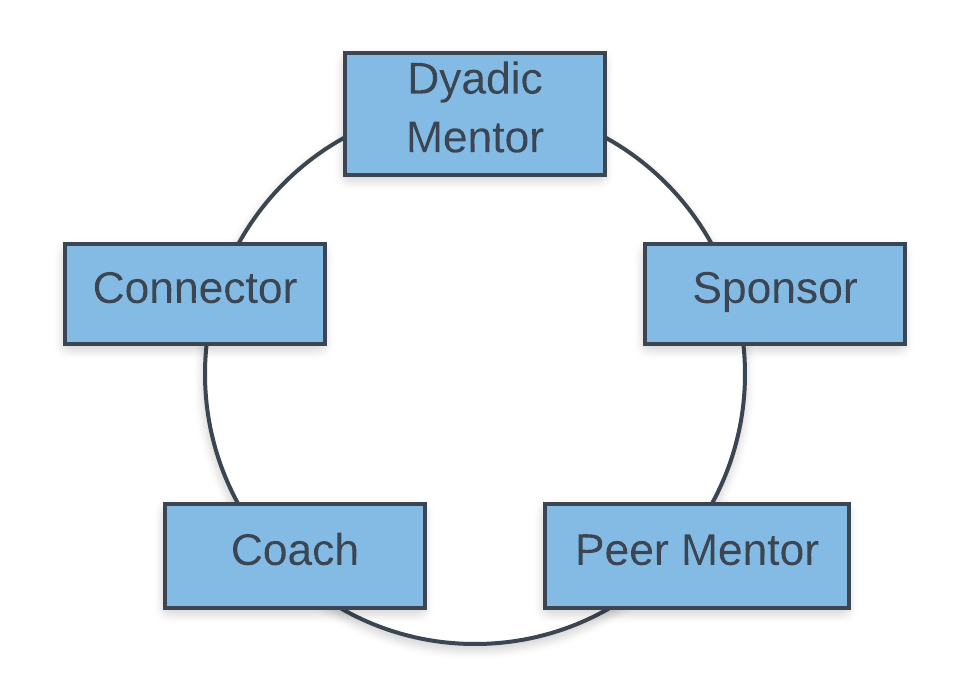 Dyadic
Mentor
Connector
Sponsor
Coach
Peer Mentor